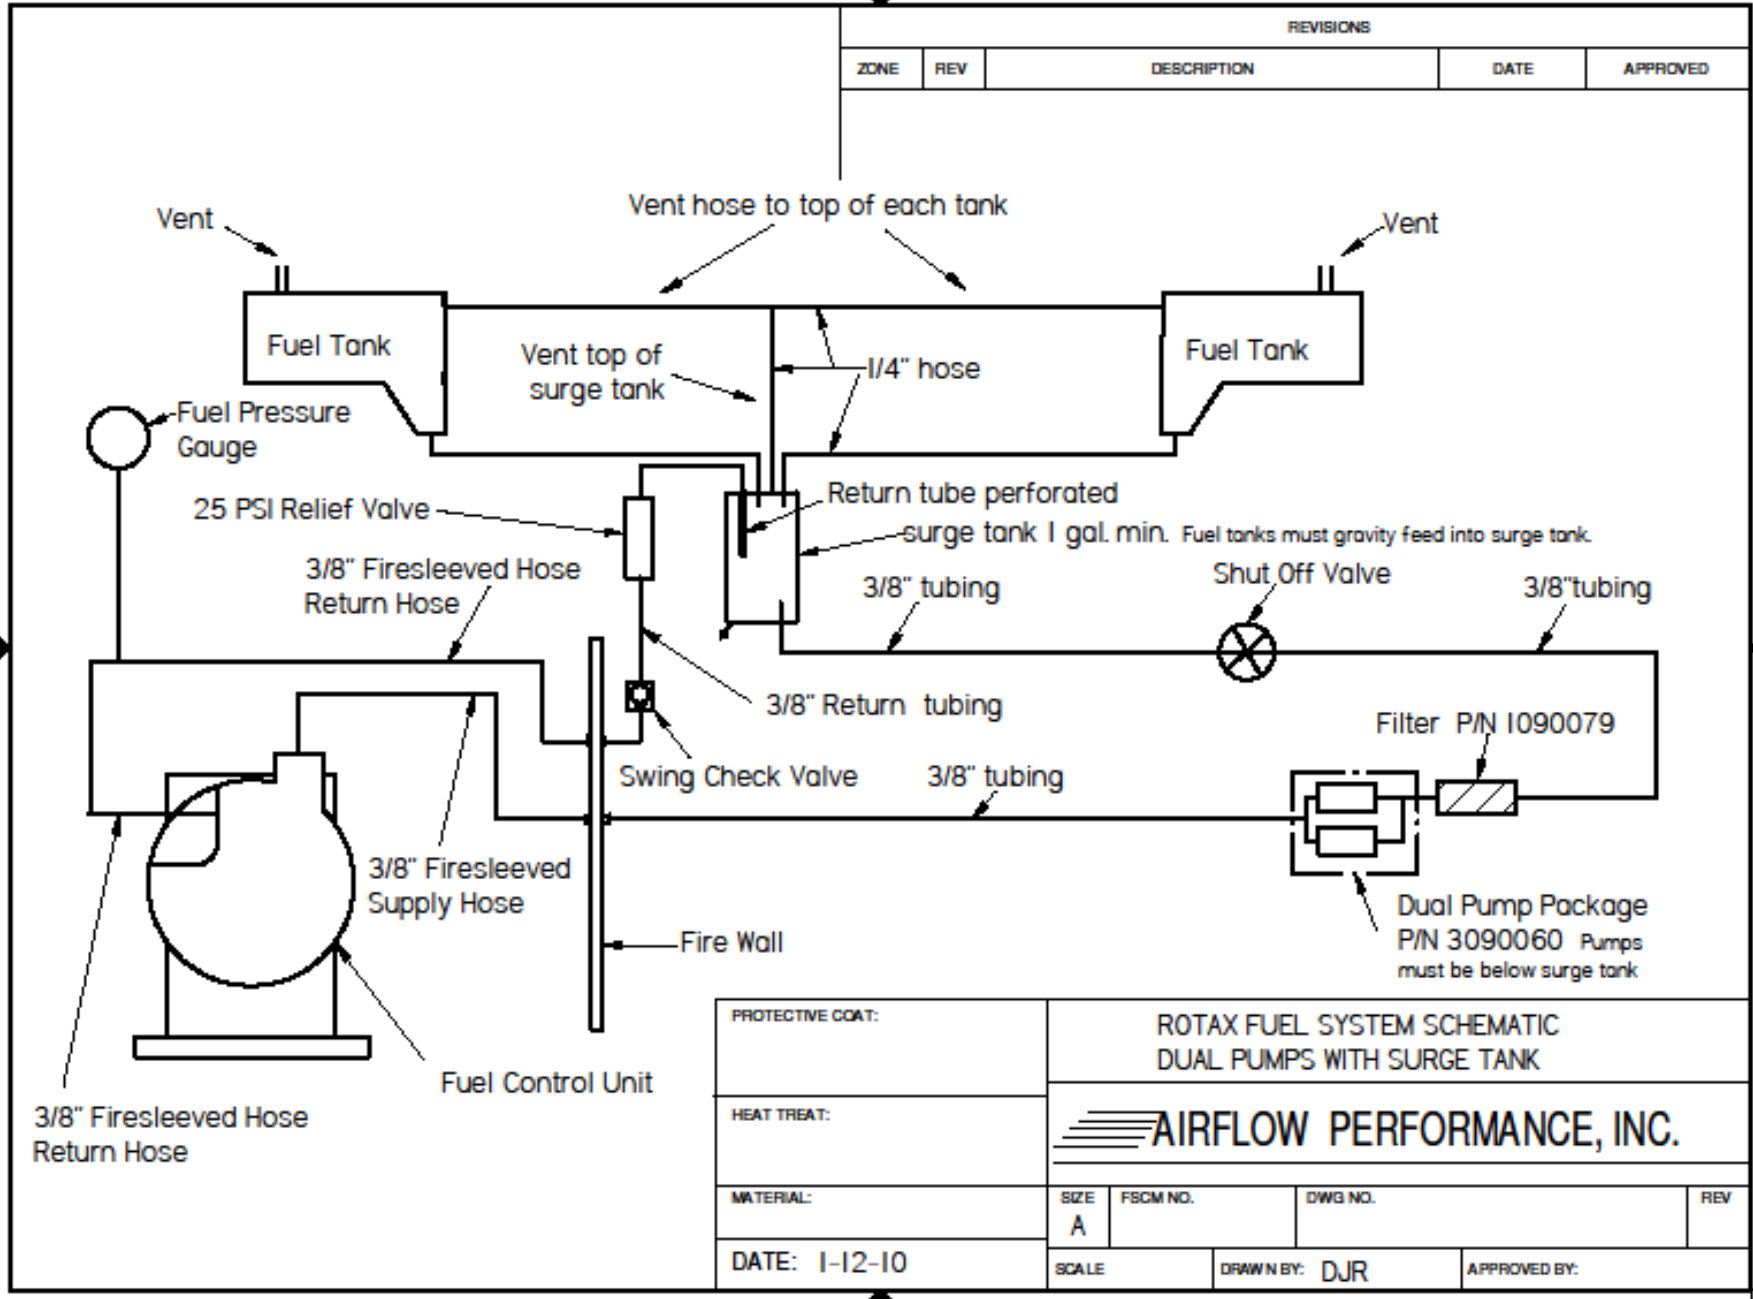 REVISIONS
ZONE REV DESCRIPTION DATE APPROVED
Vent hose to top of each tank
Vent
Vent
Fuel Tank
Fuel Tank
Vent top of
surge tank
1/4" hose
Fuel Pressure
Gauge
25 PSI Relief Valve
Return tube perforated
surge tank 1 gal. min. Fuel tanks must gravity feed into surge tank.
3/8" Firesleeved Hose
Return Hose
3/8" tubing
Shut Off Valve
3/8"tubing
3/8" Return tubing
Filter P/N 1090079
Swing Check Valve
3/8" tubing
3/8" Firesleeved
Supply Hose
Fire Wall
Dual Pump Package
P/N 3090060 Pumps
must be below surge tank
Fuel Control Unit
3/8" Firesleeved Hose
Return Hose
PROTECTIVE COAT:
ROTAX FUEL SYSTEM SCHEMATIC
DUAL PUMPS WITH SURGE TANK
HEAT TREAT:
AIRFLOW PERFORMANCE, INC.
MATERIAL:
SIZE FSCM NO. DWG NO. REV
A
DATE: 1-12-10
SCALE DRAWN BY: DJR APPROVED BY: